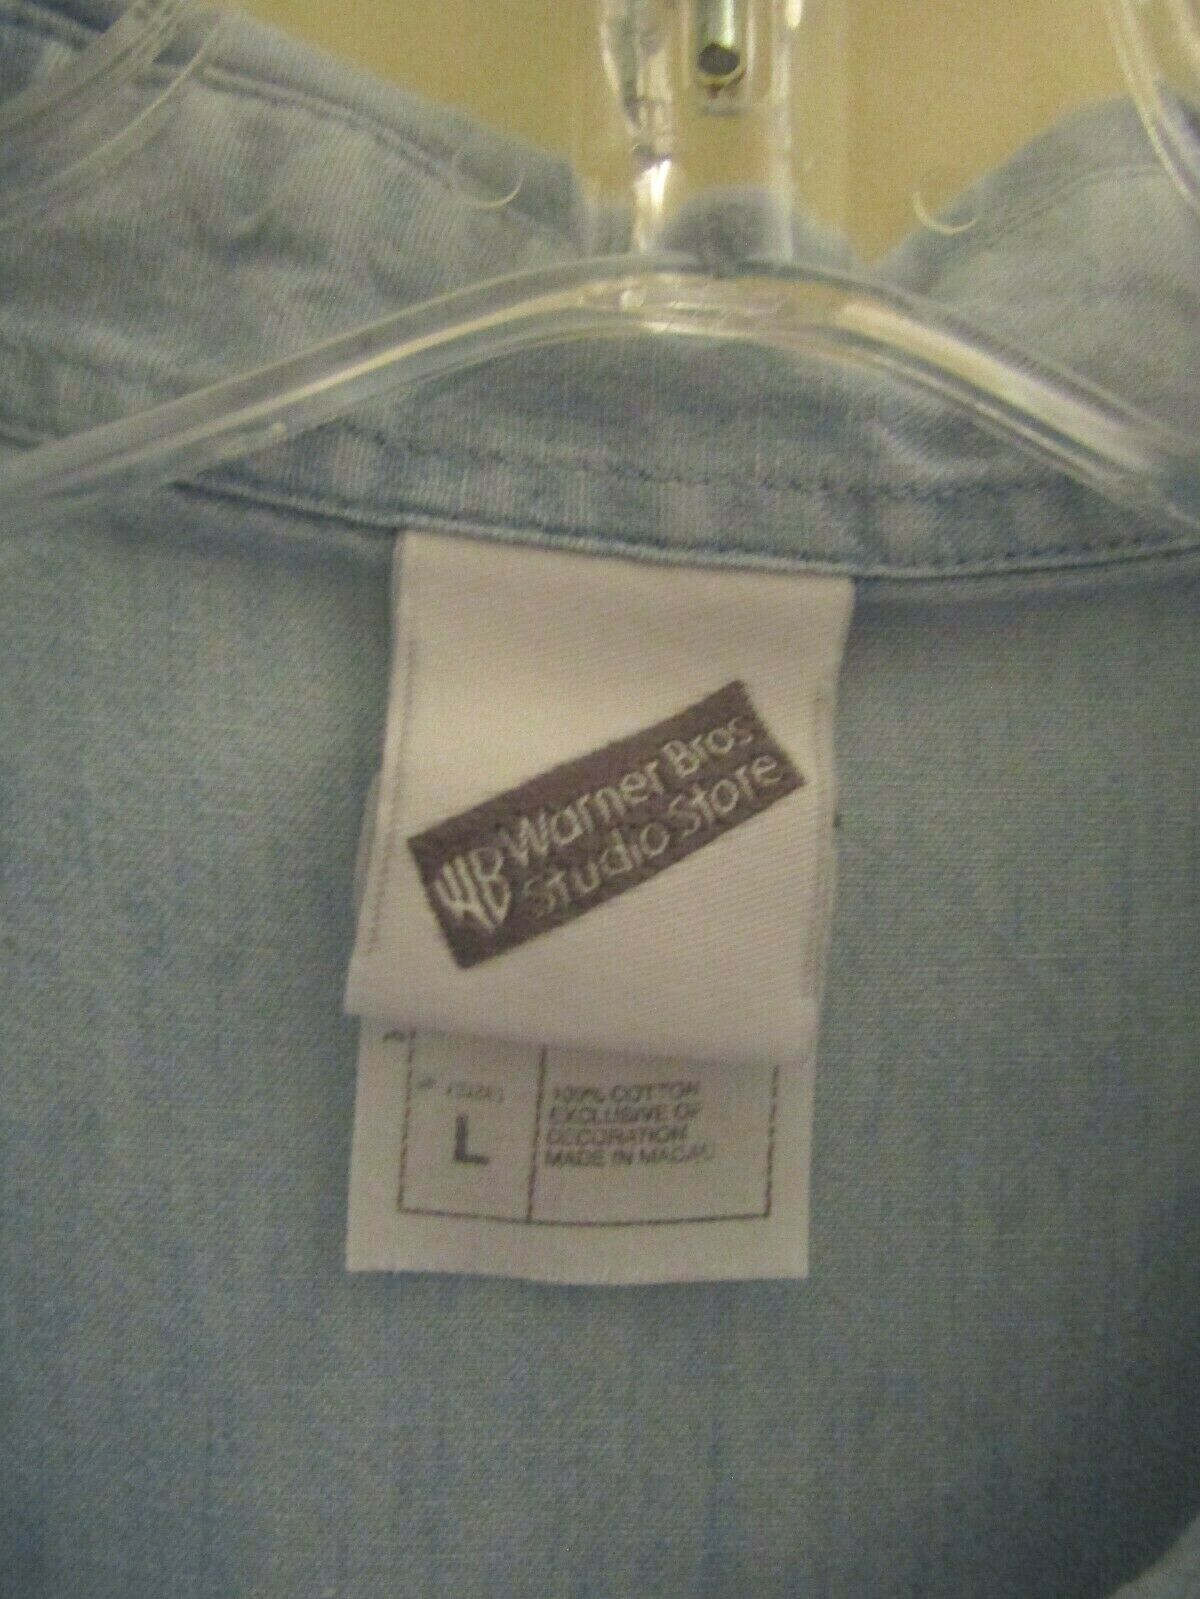 WB Warner Bros
Studio Store
L
100% COTTON
EXCLUSIVE OF
DECORATION
MADE IN MACAU